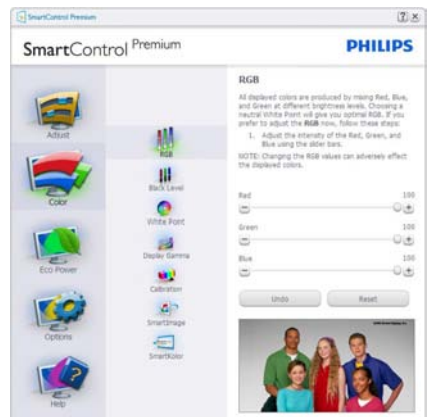 SmartControl Premium
SmartControl Premium
PHILIPS
Adjust
Color
Eco Power
Options
Help
RGB
Black Level
White Point
Display Gamma
Calibration
SmartImage
SmartKolor
RGB
All displayed colors are produced by mixing Red, Blue,
and Green at different brightness levels. Choosing a
neutral White Point will give you optimal RGB. If you
prefer to adjust the RGB now, follow these steps:
1. Adjust the intensity of the Red, Green, and
Blue using the slider bars.
NOTE: Changing the RGB values can adversely effect
the displayed colors.
Red 100
Green 100
Blue 100
Undo
Reset